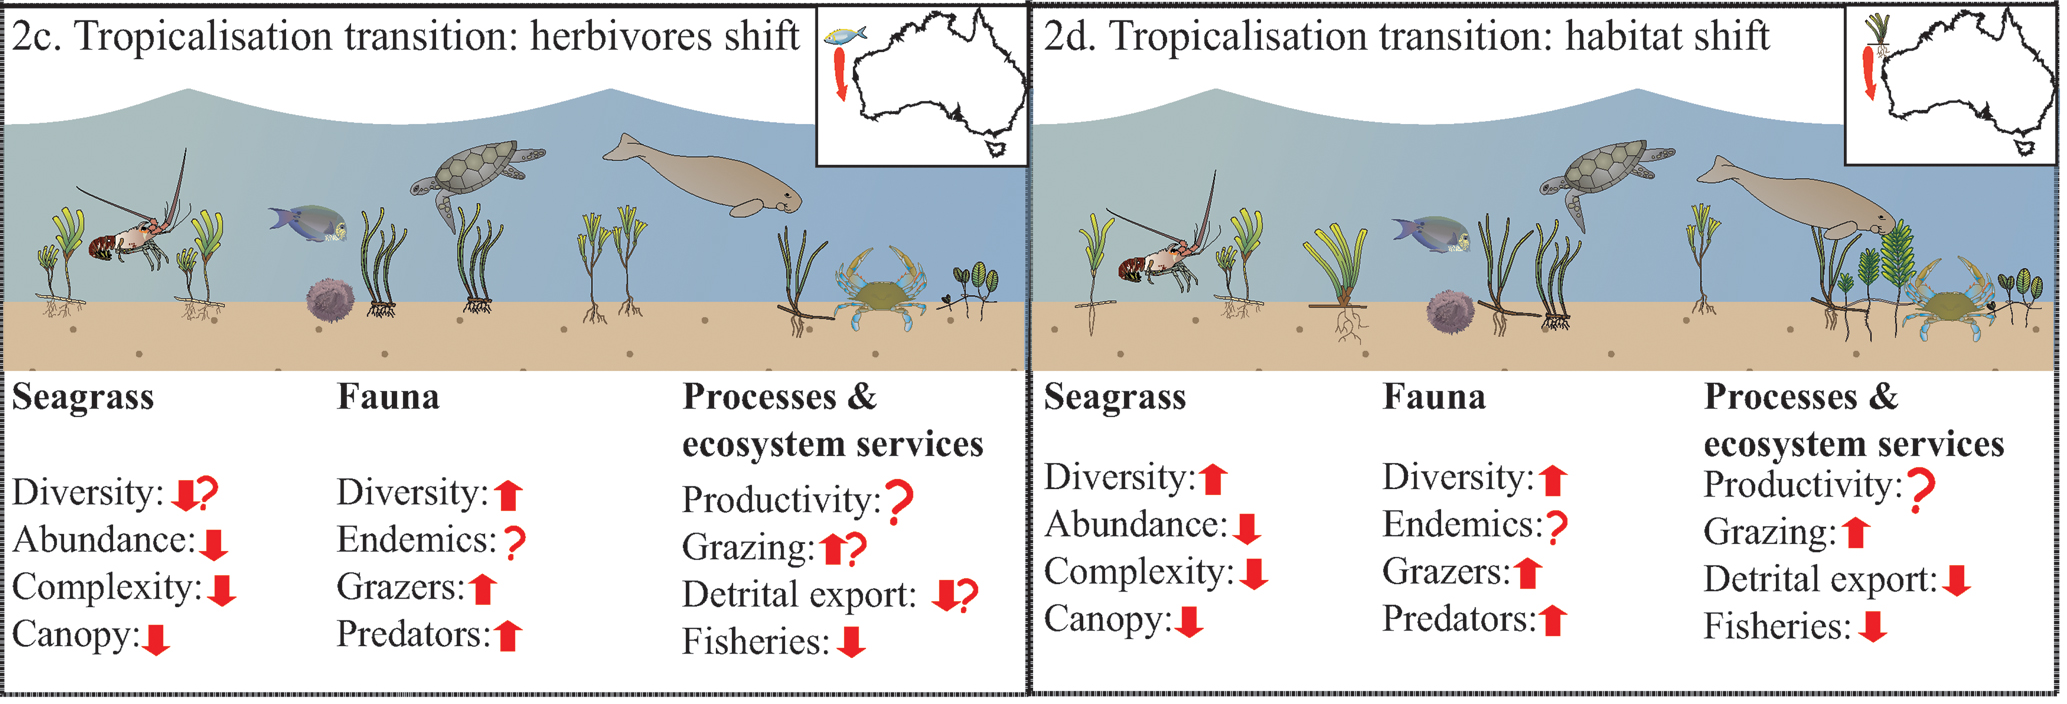 2c. Tropicalisation transition: herbivores shift
Seagrass
Diversity: ?
Abundance:
Complexity:
Canopy:
Fauna
Diversity:
Endemics: ?
Grazers:
Predators:
Processes &
ecosystem services
Productivity: ?
Grazing: ?
Detrital export: ?
Fisheries:
2d. Tropicalisation transition: habitat shift
Seagrass
Diversity:
Abundance:
Complexity:
Canopy:
Fauna
Diversity:
Endemics: ?
Grazers:
Predators:
Processes &
ecosystem services
Productivity: ?
Grazing:
Detrital export:
Fisheries: